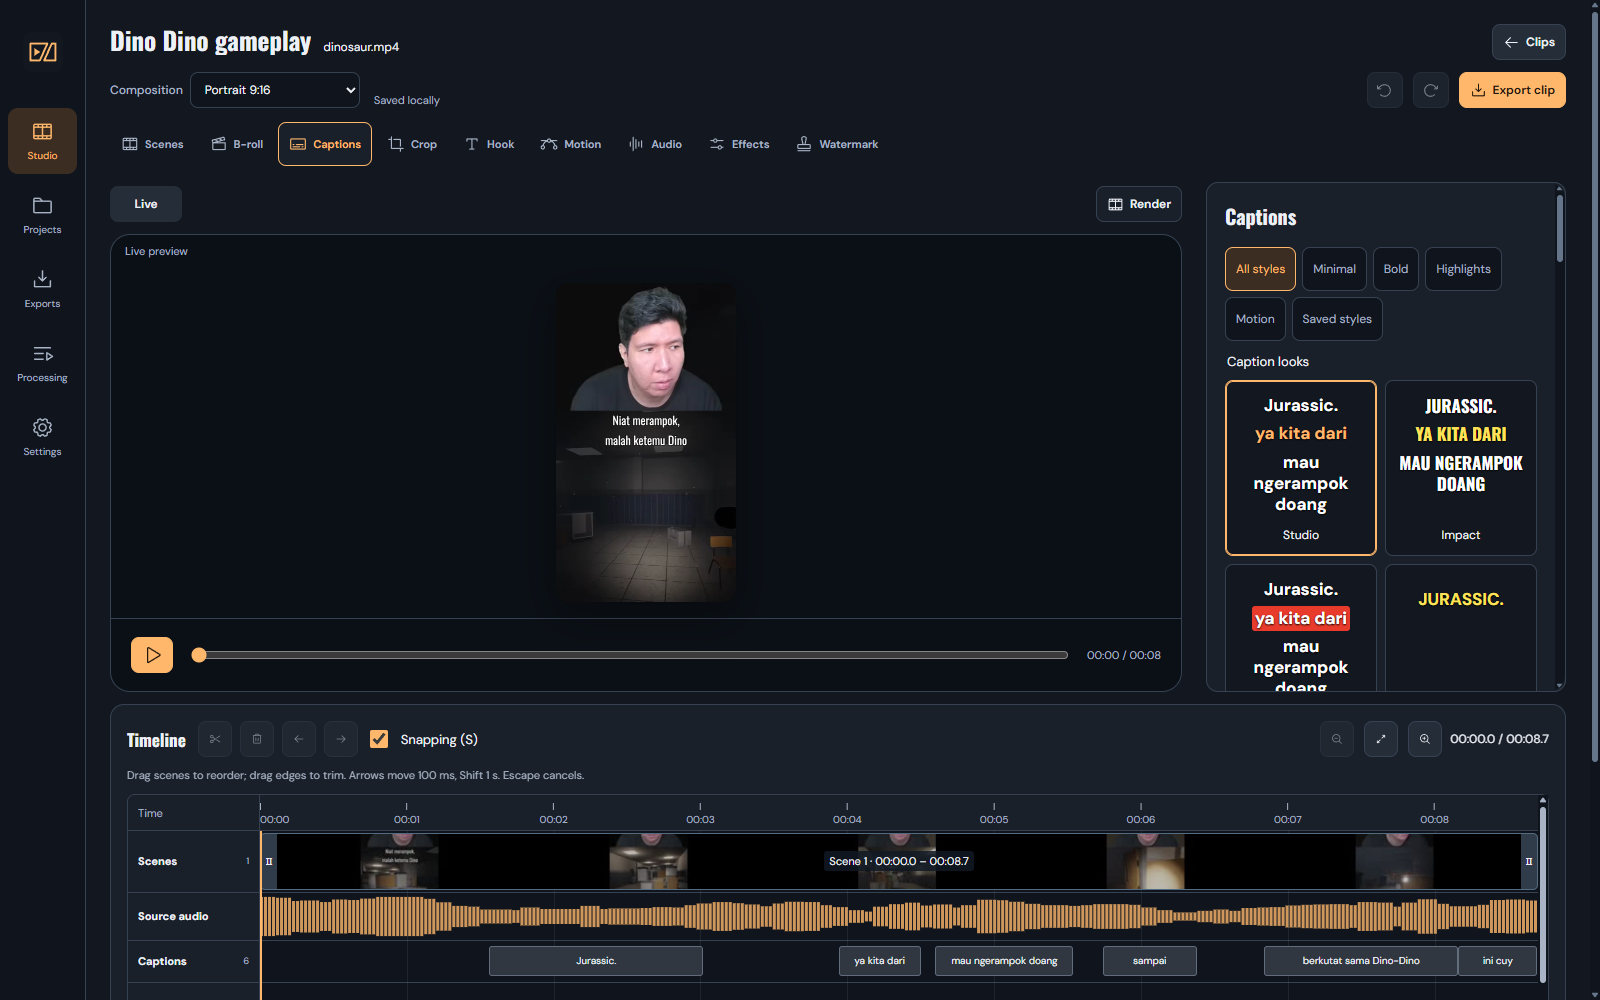 Dino Dino gameplay dinosaur.mp4
Clips
Composition Portrait 9:16 Saved locally
Export clip
Scenes B-roll Captions Crop Hook Motion Audio Effects Watermark
Studio
Projects
Exports
Processing
Settings
Live
Render
Live preview
Niat merampok,
malah ketemu Dino
00:00 / 00:08
Captions
All styles Minimal Bold Highlights
Motion Saved styles
Caption looks
Jurassic.
ya kita dari
mau
ngerampok
doang
Studio
JURASSIC.
YA KITA DARI
MAU NGERAMPOK
DOANG
Impact
Jurassic.
ya kita dari
mau
ngerampok
doang
JURASSIC.
Timeline
Snapping (S)
00:00.0 / 00:08.7
Drag scenes to reorder; drag edges to trim. Arrows move 100 ms, Shift 1 s. Escape cancels.
Time 00:00 00:01 00:02 00:03 00:04 00:05 00:06 00:07 00:08
Scenes 1
Niat merampok,
malah ketemu Dino
Scene 1 · 00:00.0 – 00:08.7
Source audio
Captions 6
Jurassic. ya kita dari mau ngerampok doang sampai berkutat sama Dino-Dino ini cuy